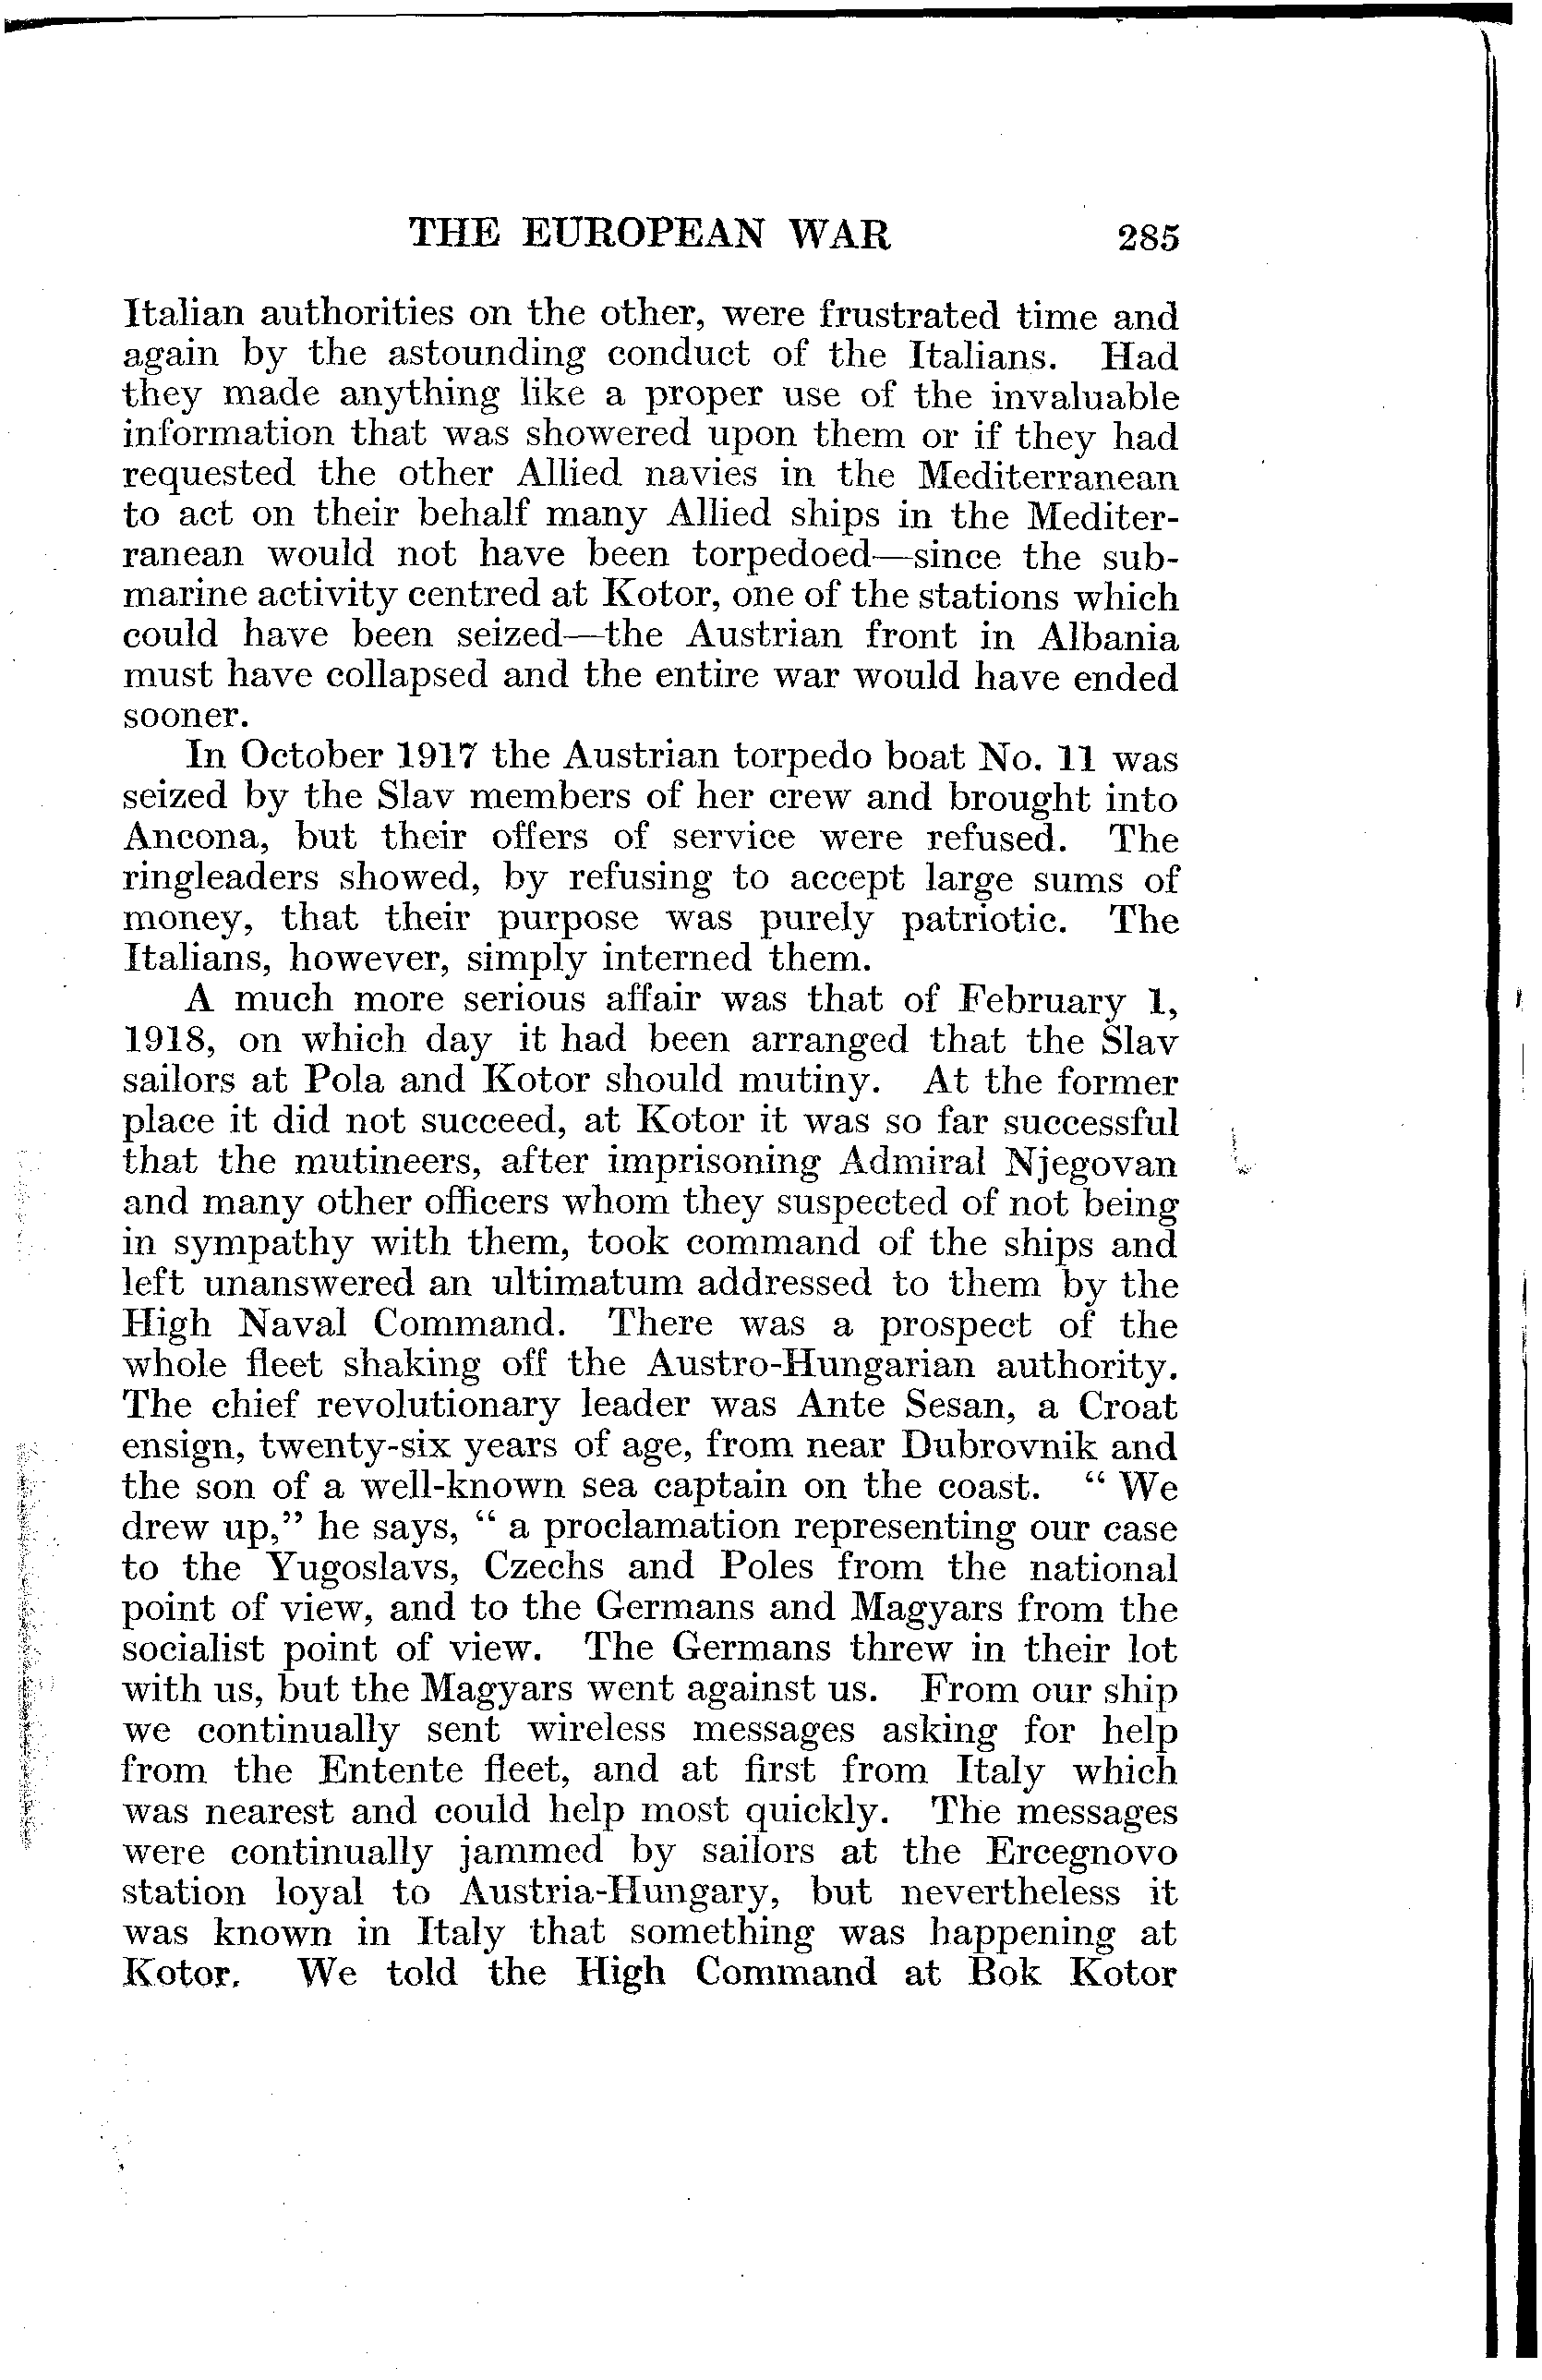 THE EUROPEAN WAR 285
Italian authorities on the other, were frustrated time and
again by the astounding conduct of the Italians. Had
they made anything like a proper use of the invaluable
information that was showered upon them or if they had
requested the other Allied navies in the Mediterranean
to act on their behalf many Allied ships in the Mediter-
ranean would not have been torpedoed—since the sub-
marine activity centred at Kotor, one of the stations which
could have been seized—the Austrian front in Albania
must have collapsed and the entire war would have ended
sooner.
In October 1917 the Austrian torpedo boat No. 11 was
seized by the Slav members of her crew and brought into
Ancona, but their offers of service were refused. The
ringleaders showed, by refusing to accept large sums of
money, that their purpose was purely patriotic. The
Italians, however, simply interned them.
A much more serious affair was that of February 1,
1918, on which day it had been arranged that the Slav
sailors at Pola and Kotor should mutiny. At the former
place it did not succeed, at Kotor it was so far successful
that the mutineers, after imprisoning Admiral Njegovan
and many other officers whom they suspected of not being
in sympathy with them, took command of the ships and
left unanswered an ultimatum addressed to them by the
High Naval Command. There was a prospect of the
whole fleet shaking off the Austro-Hungarian authority.
The chief revolutionary leader was Ante Sesan, a Croat
ensign, twenty-six years of age, from near Dubrovnik and
the son of a well-known sea captain on the coast. “ We
drew up,” he says, “ a proclamation representing our case
to the Yugoslavs, Czechs and Poles from the national
point of view, and to the Germans and Magyars from the
socialist point of view. The Germans threw in their lot
with us, but the Magyars went against us. From our ship
we continually sent wireless messages asking for help
from the Entente fleet, and at first from Italy which
was nearest and could help most quickly. The messages
were continually jammed by sailors at the Ercegnovo
station loyal to Austria-Hungary, but nevertheless it
was known in Italy that something was happening at
Kotor. We told the High Command at Bok Kotor